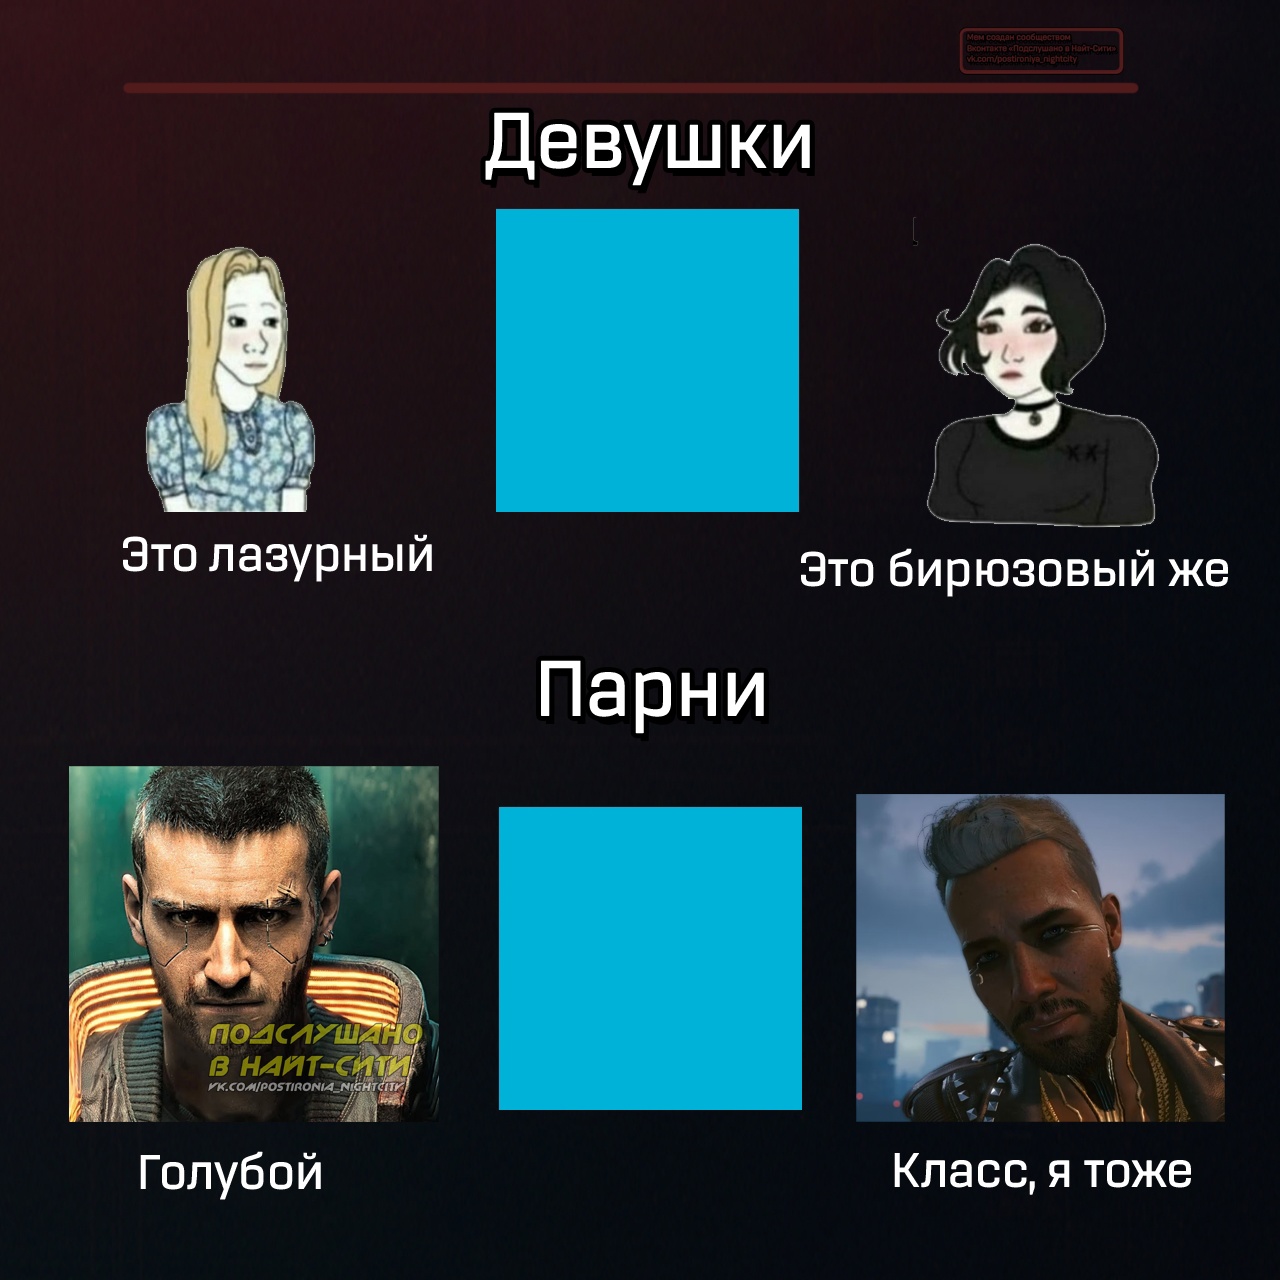 Мем создан сообществом
Вконтакте «Подслушано в Найт-Сити»
vk.com/postironiya_nightcity
Девушки
Это лазурный
Это бирюзовый же
Парни
ПОДСЛУШАНО
В НАЙТ-СИТИ
VK.COM/POSTIRONIA_NIGHTCITY
Голубой
Класс, я тоже